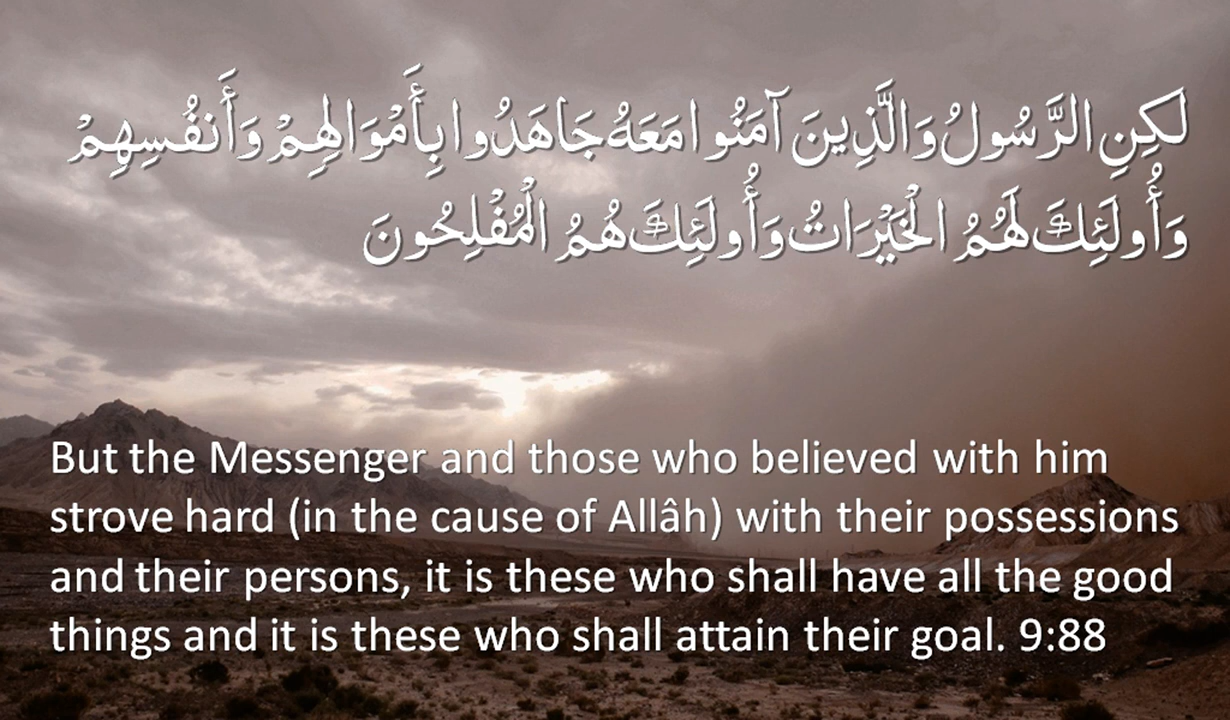 لَكِنِ الرَّسُولُ وَالَّذِينَ آمَنُوا مَعَهُ جَاهَدُوا بِأَمْوَالِهِمْ وَأَنفُسِهِمْ
وَأُولَئِكَ لَهُمُ الْخَيْرَاتُ وَأُولَئِكَ هُمُ الْمُفْلِحُونَ
But the Messenger and those who believed with him
strove hard (in the cause of Allâh) with their possessions
and their persons, it is these who shall have all the good
things and it is these who shall attain their goal. 9:88